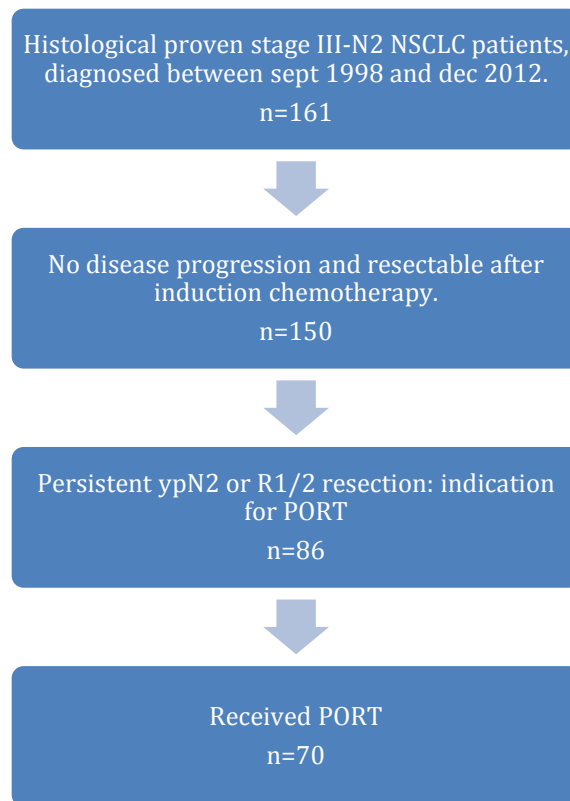 Histological proven stage III-N2 NSCLC patients,
diagnosed between sept 1998 and dec 2012.
n=161
No disease progression and resectable after
induction chemotherapy.
n=150
Persistent ypN2 or R1/2 resection: indication
for PORT
n=86
Received PORT
n=70